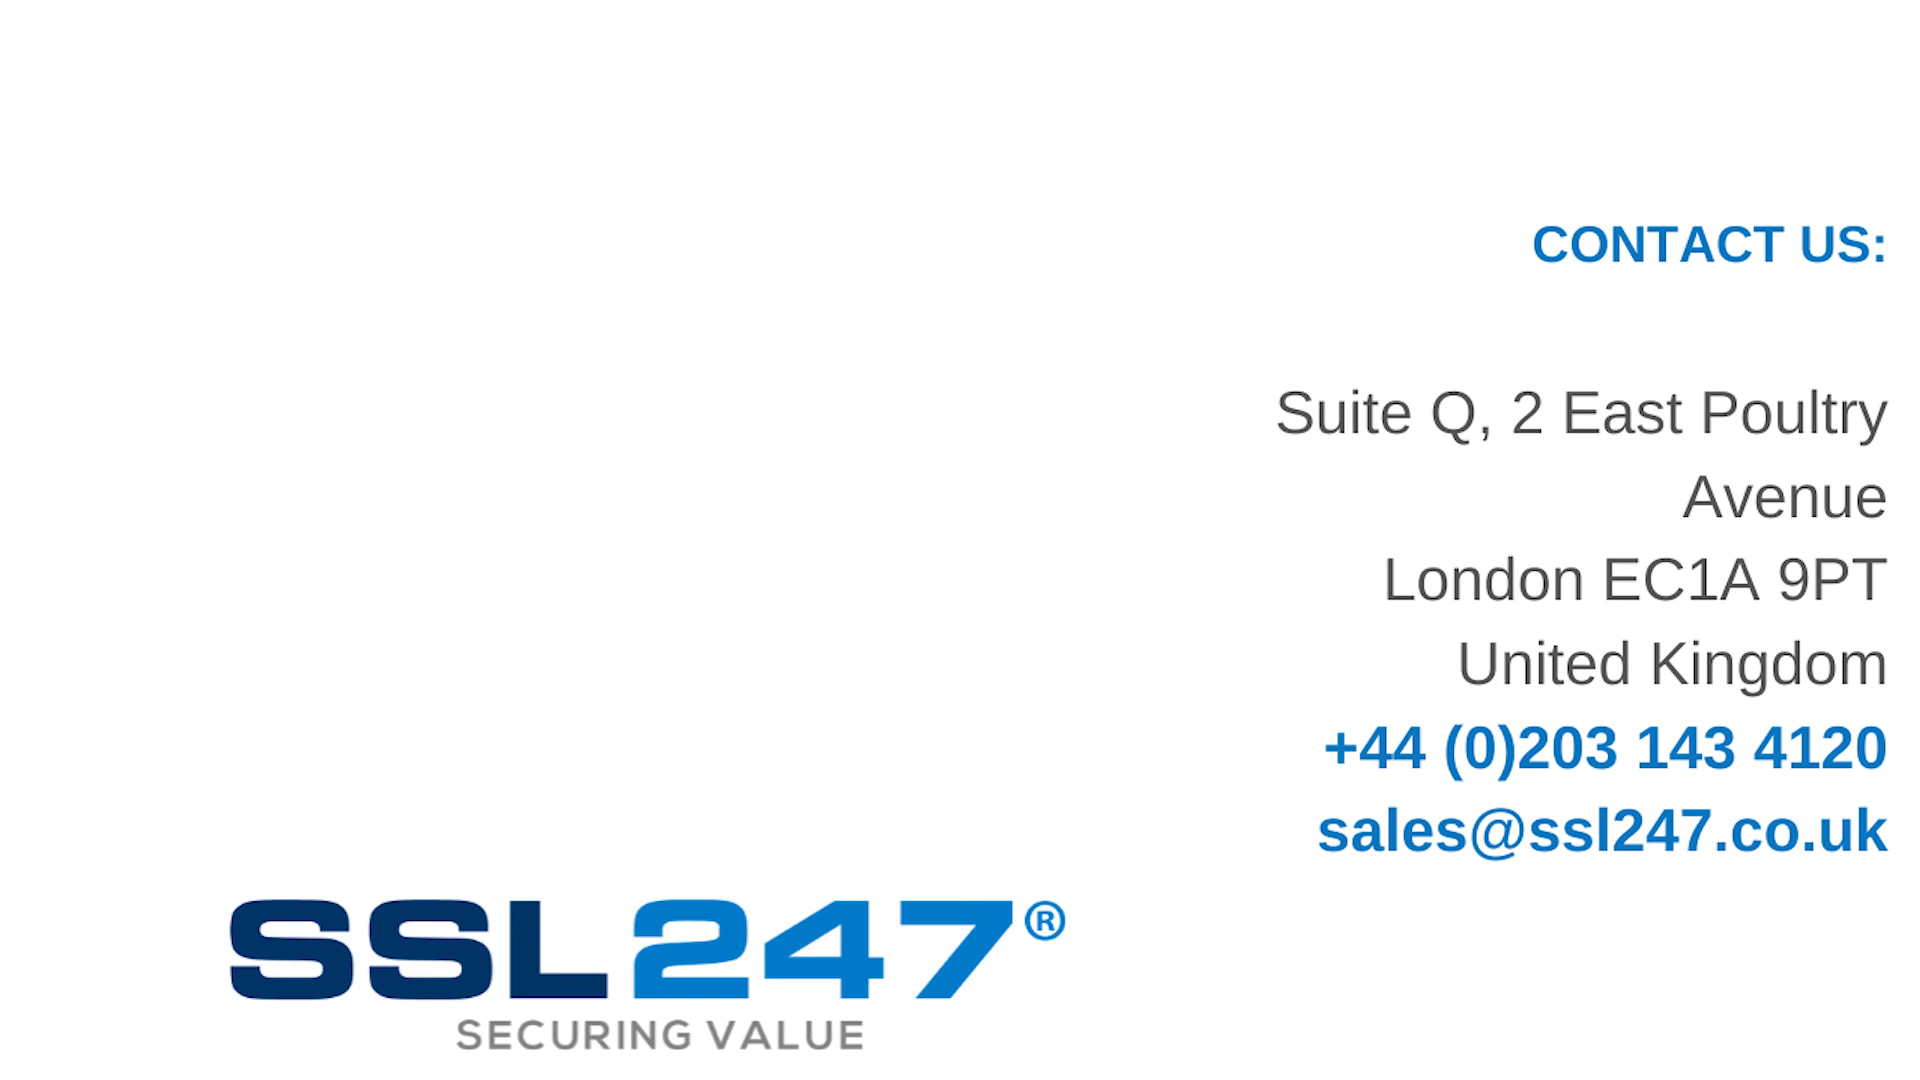 CONTACT US:
Suite Q, 2 East Poultry
Avenue
London EC1A 9PT
United Kingdom
+44 (0)203 143 4120
sales@ssl247.co.uk
SSL247®
SECURING VALUE